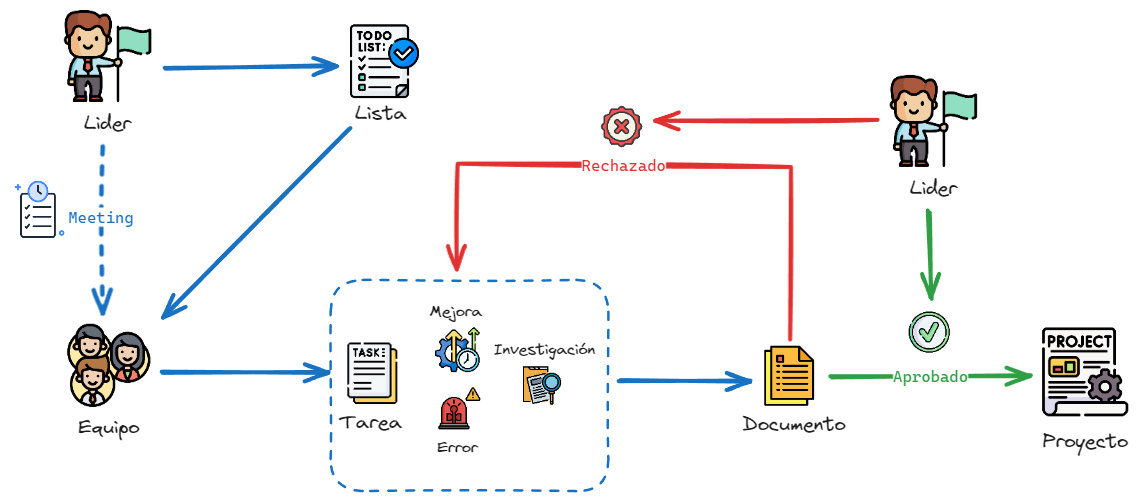 TO DO
LIST:
Lider
Lista
Rechazado
Lider
Meeting
Mejora
Investigación
TASK:
PROJECT
Aprobado
Tarea
Error
Equipo
Documento
Proyecto